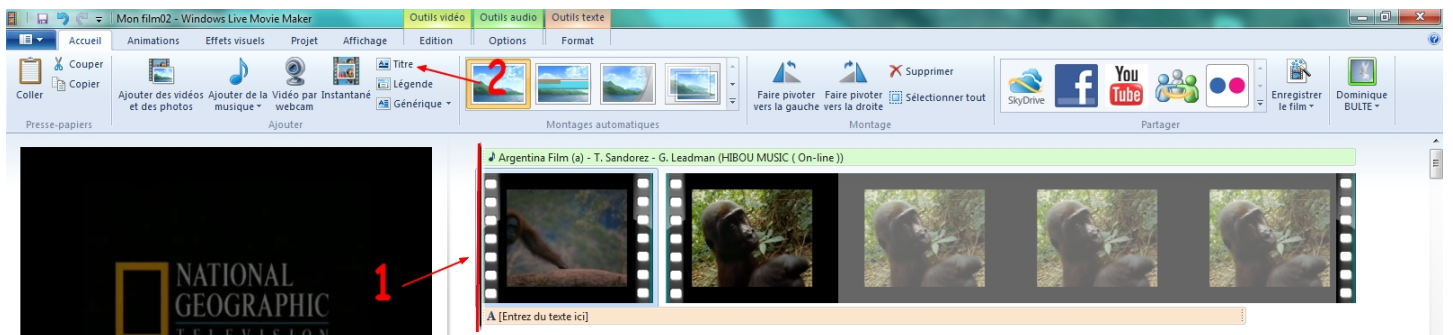 Mon film02 - Windows Live Movie Maker
Outils vidéo
Outils audio
Outils texte
Accueil
Animations
Effets visuels
Projet
Affichage
Edition
Options
Format
Coller
Couper
Copier
Presse-papiers
Ajouter des vidéos
et des photos
Ajouter de la
musique
Vidéo par
webcam
Instantané
Titre
Légende
Générique
Ajouter
2
Montages automatiques
Faire pivoter
vers la gauche
Faire pivoter
vers la droite
Supprimer
Sélectionner tout
Montage
SkyDrive
f
You
Tube
Partager
Enregistrer
le film
Dominique
BULTE
NATIONAL
GEOGRAPHIC
TELEVISION
1
Argentina Film (a) - T. Sandorez - G. Leadman (HIBOU MUSIC ( On-line ))
A [Entrez du texte ici]